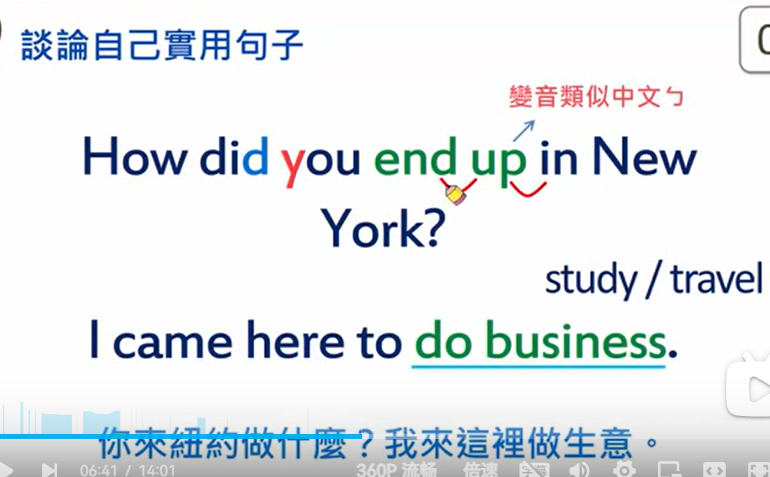 談論自己實用句子
變音類似中文ㄅ
How did you end up in New
York?
study / travel
I came here to do business.
你來紐約做什麼？我來這裡做生意。
06:41 / 14:01
360P 流畅
倍速